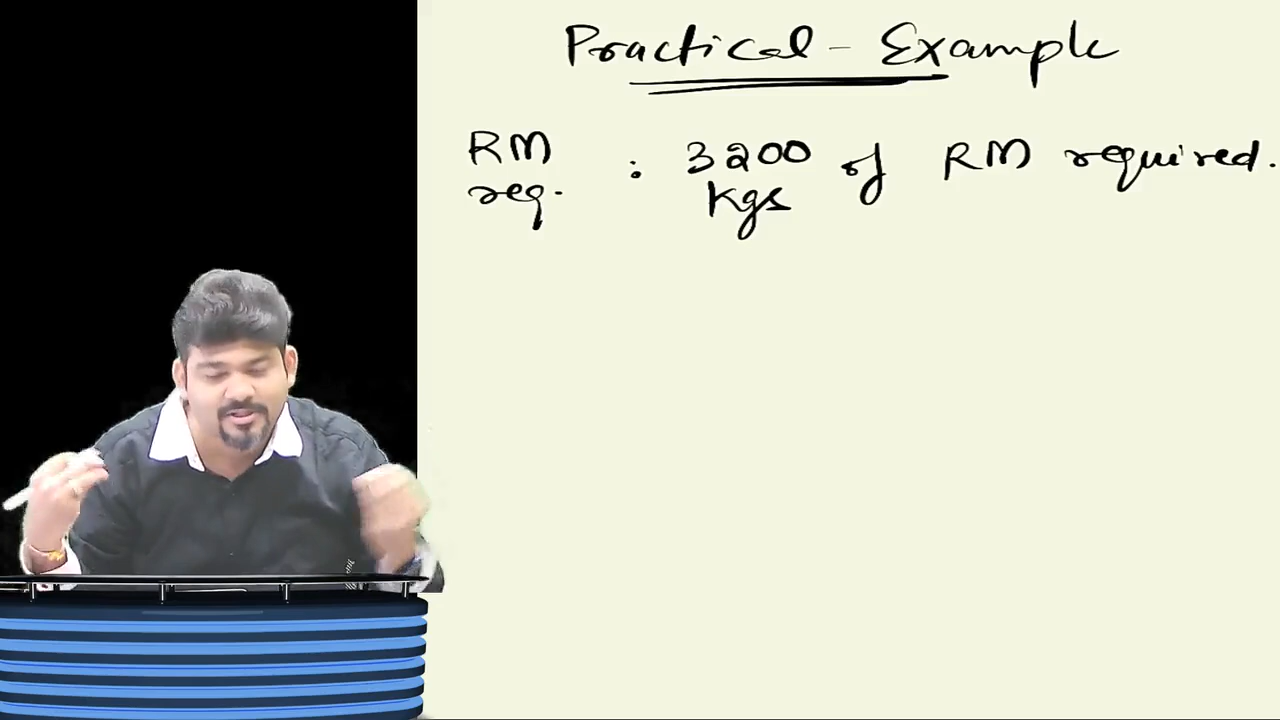 Practical - Example
RM req. : 3200 kgs of RM required.